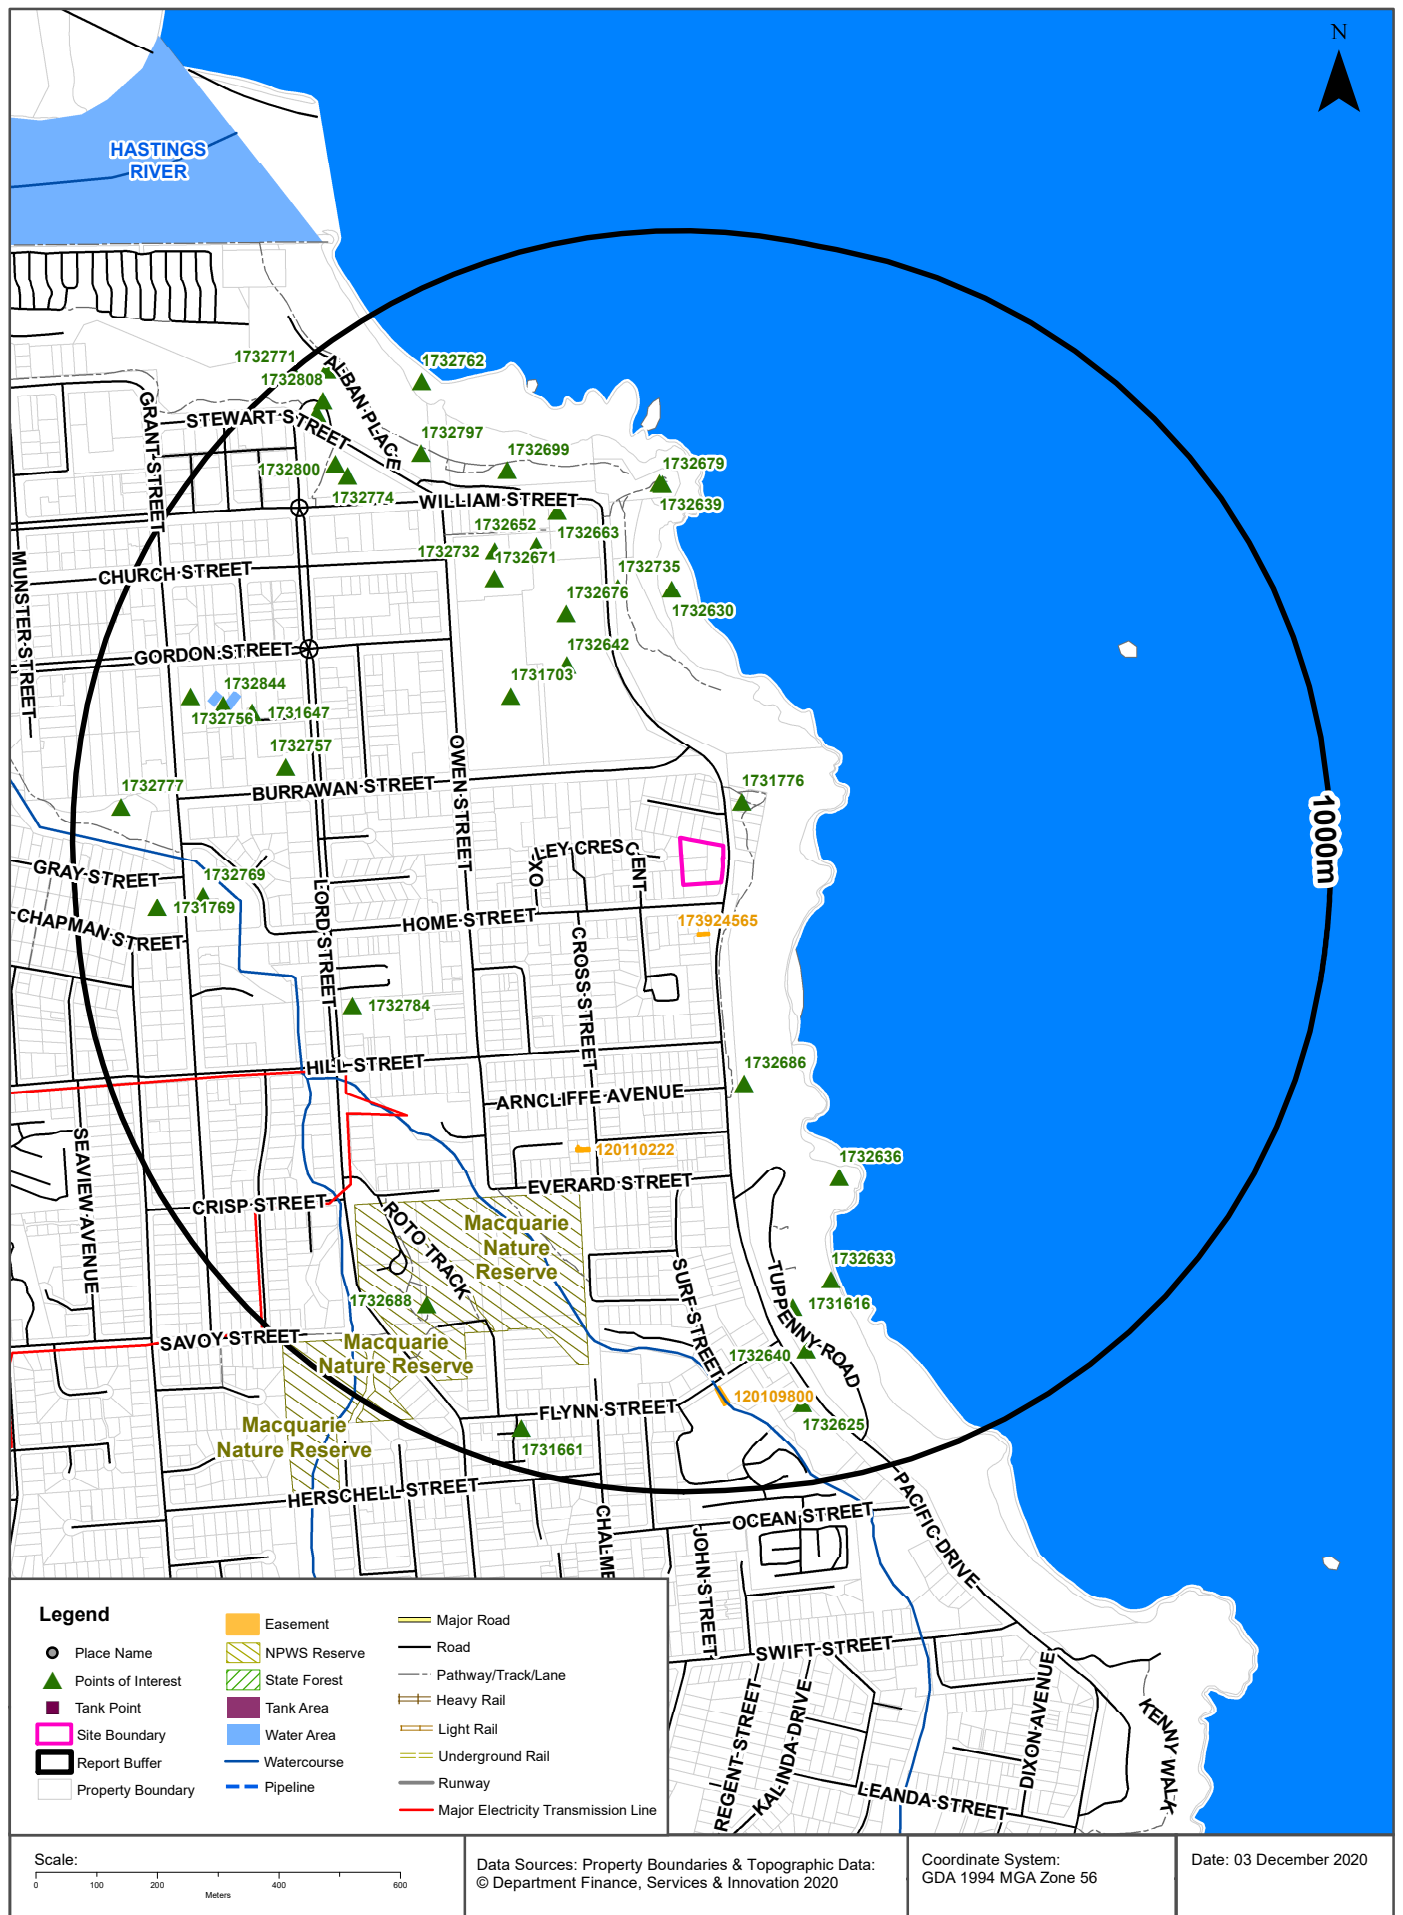 N
HASTINGS
RIVER
1732771
1732762
1732808
ALBAN PLACE
GRANT STREET
STEWART STREET
1732797
1732699
1732679
1732800
1732774
WILLIAM STREET
1732639
1732652
1732663
1732732
1732671
MUNSTER STREET
CHURCH STREET
1732735
1732676
1732630
GORDON STREET
1732642
1731703
1732844
1732756
1731647
1732757
OWEN STREET
BURRAWAN STREET
1732777
1731776
1000m
OXLEY CRESCENT
GRAY STREET
1732769
1731769
LORD STREET
HOME STREET
173924565
CHAPMAN STREET
CROSS STREET
1732784
HILL STREET
1732686
ARNCLIFFE AVENUE
SEAVIEW AVENUE
120110222
1732636
EVERARD STREET
CRISP STREET
ROTO TRACK
Macquarie
Nature
Reserve
SURF STREET
TUPPENNY ROAD
1732633
1732688
1731616
SAVOY STREET
Macquarie
Nature Reserve
1732640
120109800
FLYNN STREET
1732625
Macquarie
Nature Reserve
1731661
HERSCHELL STREET
PACIFIC DRIVE
OCEAN STREET
CHALME
JOHN STREET
SWIFT STREET
REGENT STREET
KALINDA DRIVE
DIXON AVENUE
KENNY WALK
LEANDA STREET
Legend
Place Name
Points of Interest
Tank Point
Site Boundary
Report Buffer
Property Boundary
Easement
NPWS Reserve
State Forest
Tank Area
Water Area
Watercourse
Pipeline
Major Road
Road
Pathway/Track/Lane
Heavy Rail
Light Rail
Underground Rail
Runway
Major Electricity Transmission Line
Scale:
0 100 200 400 600
Meters
Data Sources: Property Boundaries & Topographic Data:
© Department Finance, Services & Innovation 2020
Coordinate System:
GDA 1994 MGA Zone 56
Date: 03 December 2020